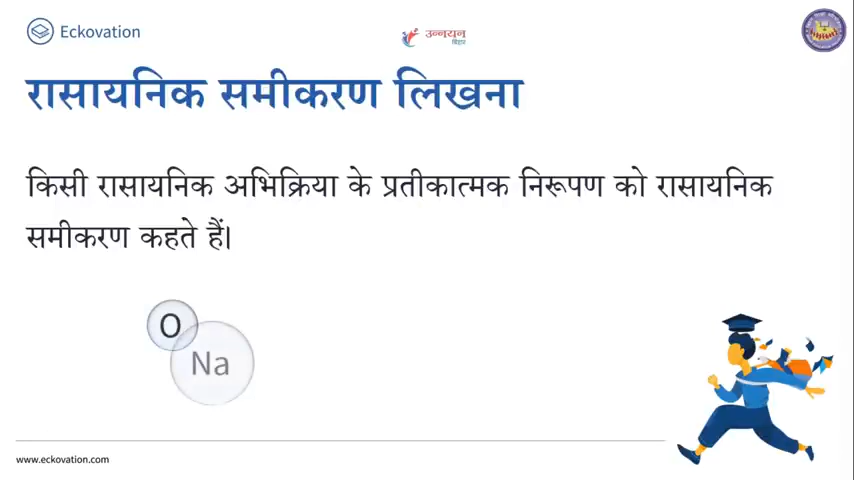 Eckovation
उन्नयन
बिहार
रासायनिक समीकरण लिखना
किसी रासायनिक अभिक्रिया के प्रतीकात्मक निरूपण को रासायनिक
समीकरण कहते हैं।
O
Na
www.eckovation.com